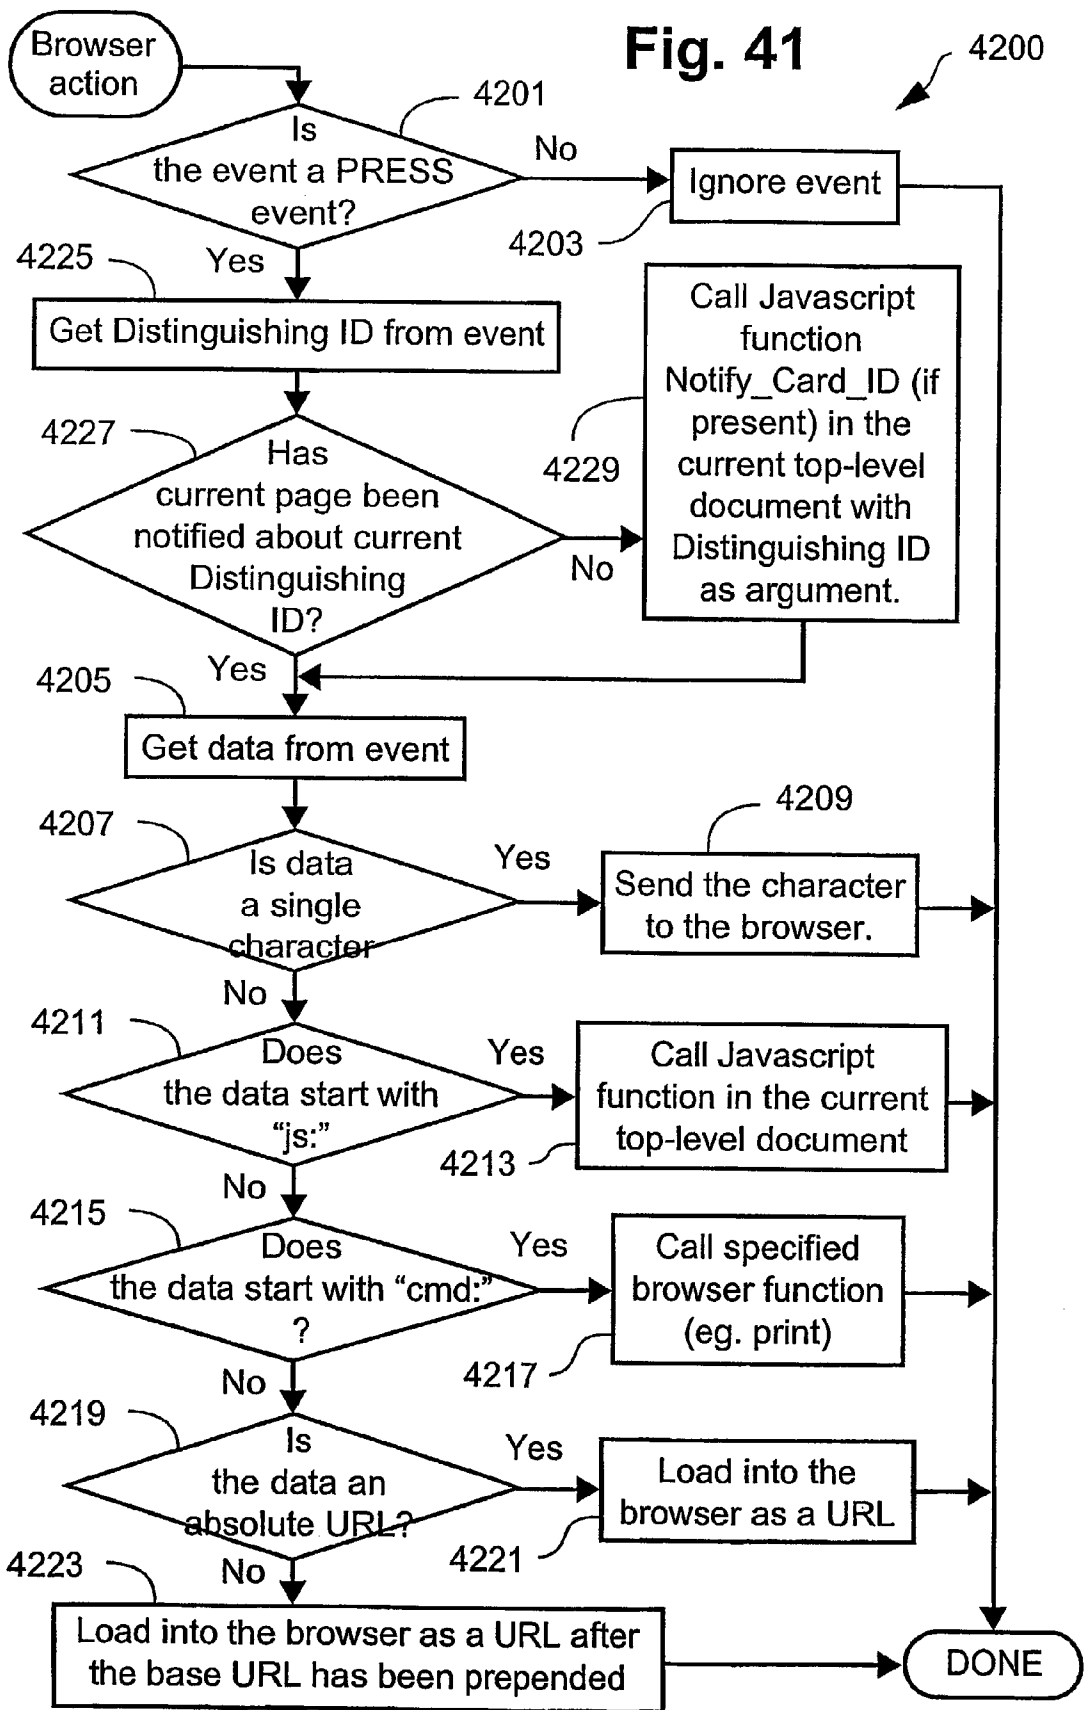 Browser
action
Fig. 41
4200
4201
Is
the event a PRESS
event?
No
Ignore event
4203
Yes
4225
Get Distinguishing ID from event
Call Javascript
function
Notify_Card_ID (if
present) in the
current top-level
document with
Distinguishing ID
as argument.
4229
4227
Has
current page been
notified about current
Distinguishing
ID?
No
Yes
4205
Get data from event
4207
Is data
a single
character
Yes
4209
Send the character
to the browser.
No
4211
Does
the data start with
“js:”
Yes
Call Javascript
function in the current
top-level document
4213
No
4215
Does
the data start with “cmd:”
?
Yes
Call specified
browser function
(eg. print)
4217
No
4219
Is
the data an
absolute URL?
Yes
Load into the
browser as a URL
4221
No
4223
Load into the browser as a URL after
the base URL has been prepended
DONE